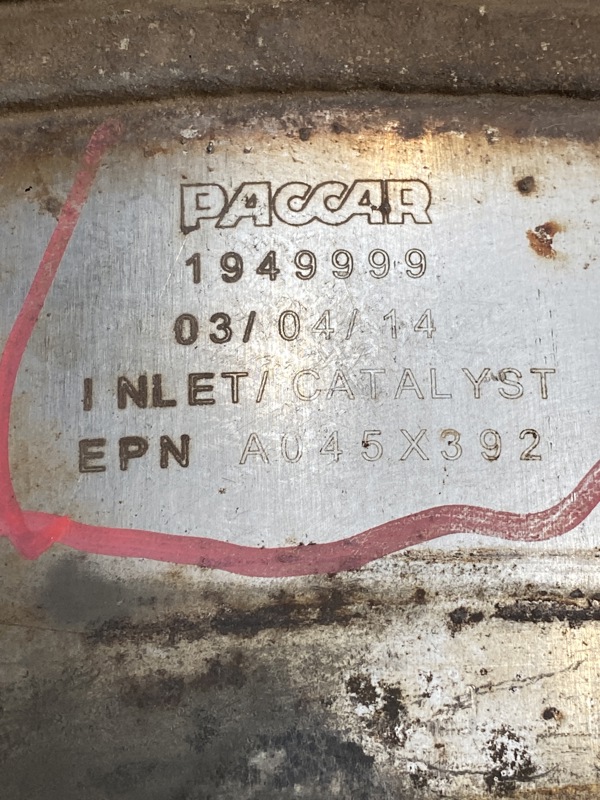 PACCAR
1949999
03/04/14
INLET/CATALYST
EPN A045X392